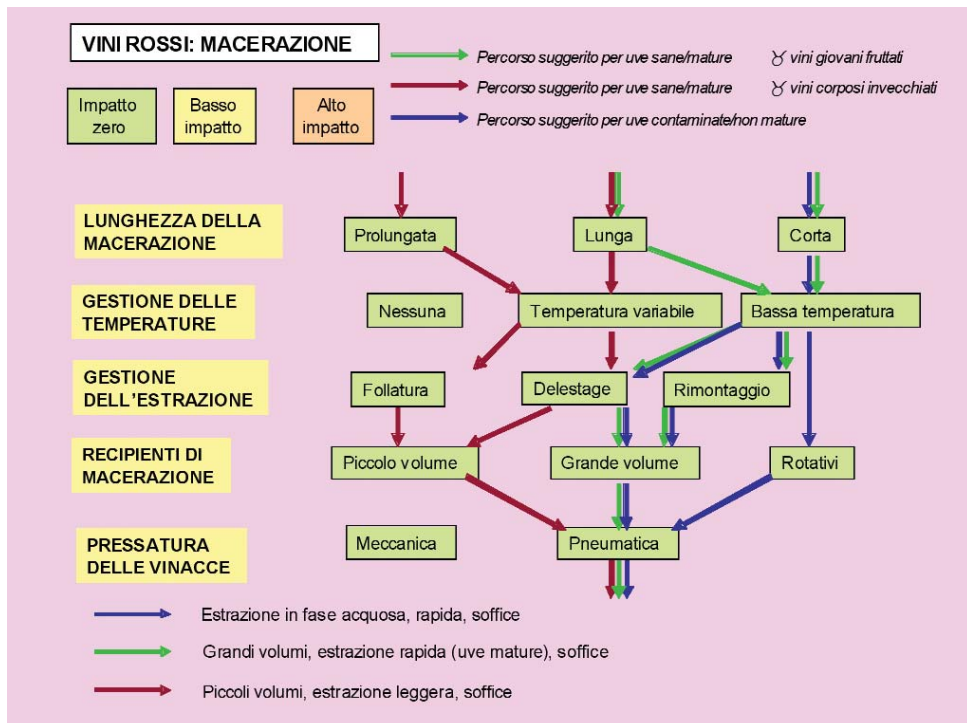 VINI ROSSI: MACERAZIONE
Percorso suggerito per uve sane/mature ♉ vini giovani fruttati
Percorso suggerito per uve sane/mature ♉ vini corposi invecchiati
Percorso suggerito per uve contaminate/non mature
Impatto
zero
Basso
impatto
Alto
impatto
LUNGHEZZA DELLA
MACERAZIONE
Prolungata
Lunga
Corta
GESTIONE DELLE
TEMPERATURE
Nessuna
Temperatura variabile
Bassa temperatura
GESTIONE
DELL'ESTRAZIONE
Follatura
Delestage
Rimontaggio
RECIPIENTI DI
MACERAZIONE
Piccolo volume
Grande volume
Rotativi
PRESSATURA
DELLE VINACCE
Meccanica
Pneumatica
Estrazione in fase acquosa, rapida, soffice
Grandi volumi, estrazione rapida (uve mature), soffice
Piccoli volumi, estrazione leggera, soffice